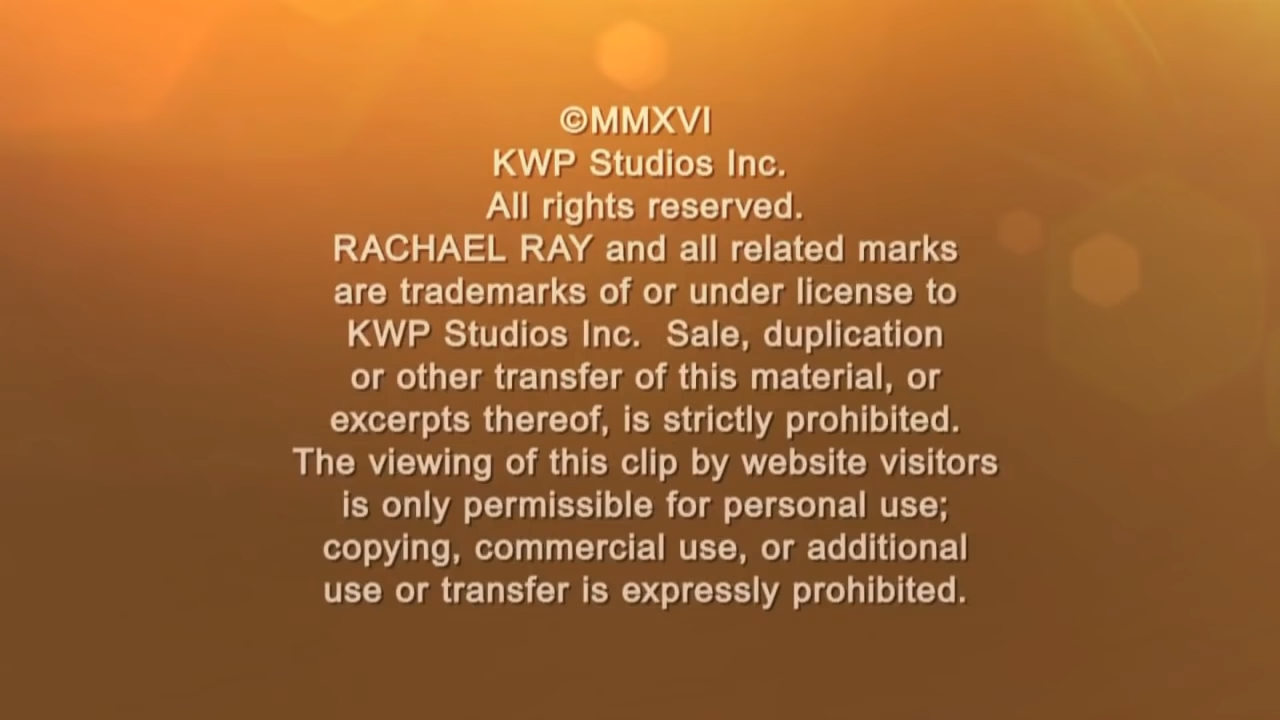 ©MMXVI
KWP Studios Inc.
All rights reserved.
RACHAEL RAY and all related marks
are trademarks of or under license to
KWP Studios Inc.  Sale, duplication
or other transfer of this material, or
excerpts thereof, is strictly prohibited.
The viewing of this clip by website visitors
is only permissible for personal use;
copying, commercial use, or additional
use or transfer is expressly prohibited.